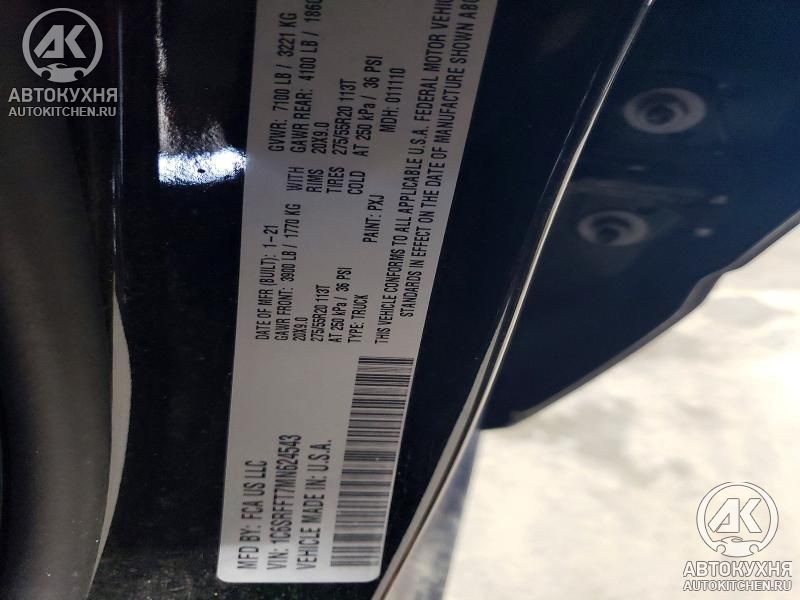 MFD BY: FCA US LLC
VIN: 1C6SRFFT7MN624543
VEHICLE MADE IN: U.S.A.
DATE OF MFR (BUILT): 1-21
GVWR: 7100 LB / 3221 KG
GAWR FRONT: 3900 LB / 1770 KG WITH GAWR REAR: 4100 LB / 1860
20X9.0 RIMS 20X9.0
275/55R20 113T TIRES 275/55R20 113T
AT 250 kPa / 36 PSI COLD AT 250 kPa / 36 PSI
TYPE: TRUCK PAINT: PXJ MDH: 011110
THIS VEHICLE CONFORMS TO ALL APPLICABLE U.S.A. FEDERAL MOTOR VEHIC
STANDARDS IN EFFECT ON THE DATE OF MANUFACTURE SHOWN ABO
АК
АВТОКУХНЯ
AUTOKITCHEN.RU
АК
АВТОКУХНЯ
AUTOKITCHEN.RU